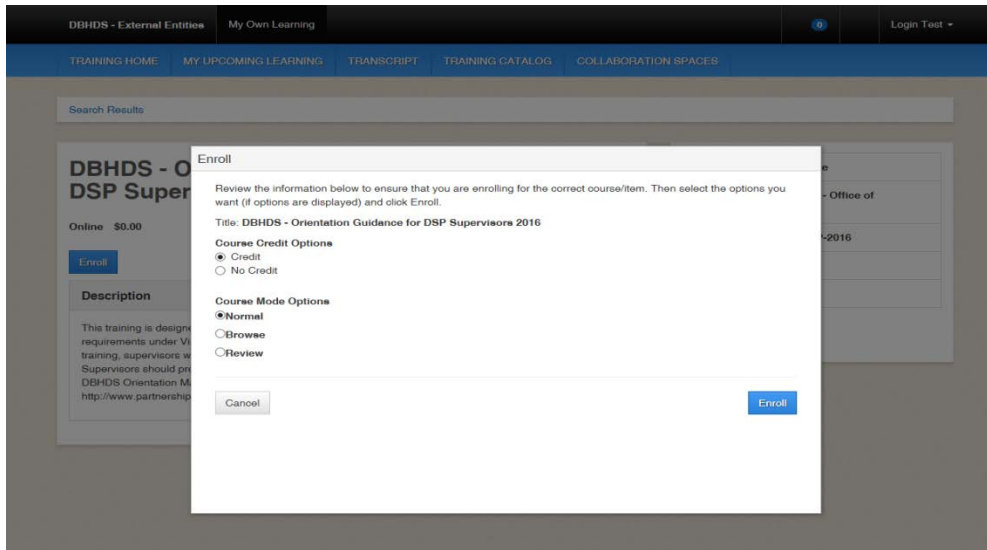 DBHDS - External Entities My Own Learning 0 Login Test
TRAINING HOME MY UPCOMING LEARNING TRANSCRIPT TRAINING CATALOG COLLABORATION SPACES
Search Results
DBHDS - O
DSP Super
Online $0.00
Enroll
Description
This training is designe
requirements under Vi
training, supervisors w
Supervisors should pro
DBHDS Orientation Ma
http://www.partnership
Enroll
Review the information below to ensure that you are enrolling for the correct course/item. Then select the options you
want (if options are displayed) and click Enroll.
Title: DBHDS - Orientation Guidance for DSP Supervisors 2016
Course Credit Options
Credit
No Credit
Course Mode Options
Normal
Browse
Review
Cancel Enroll
e
- Office of
-2016